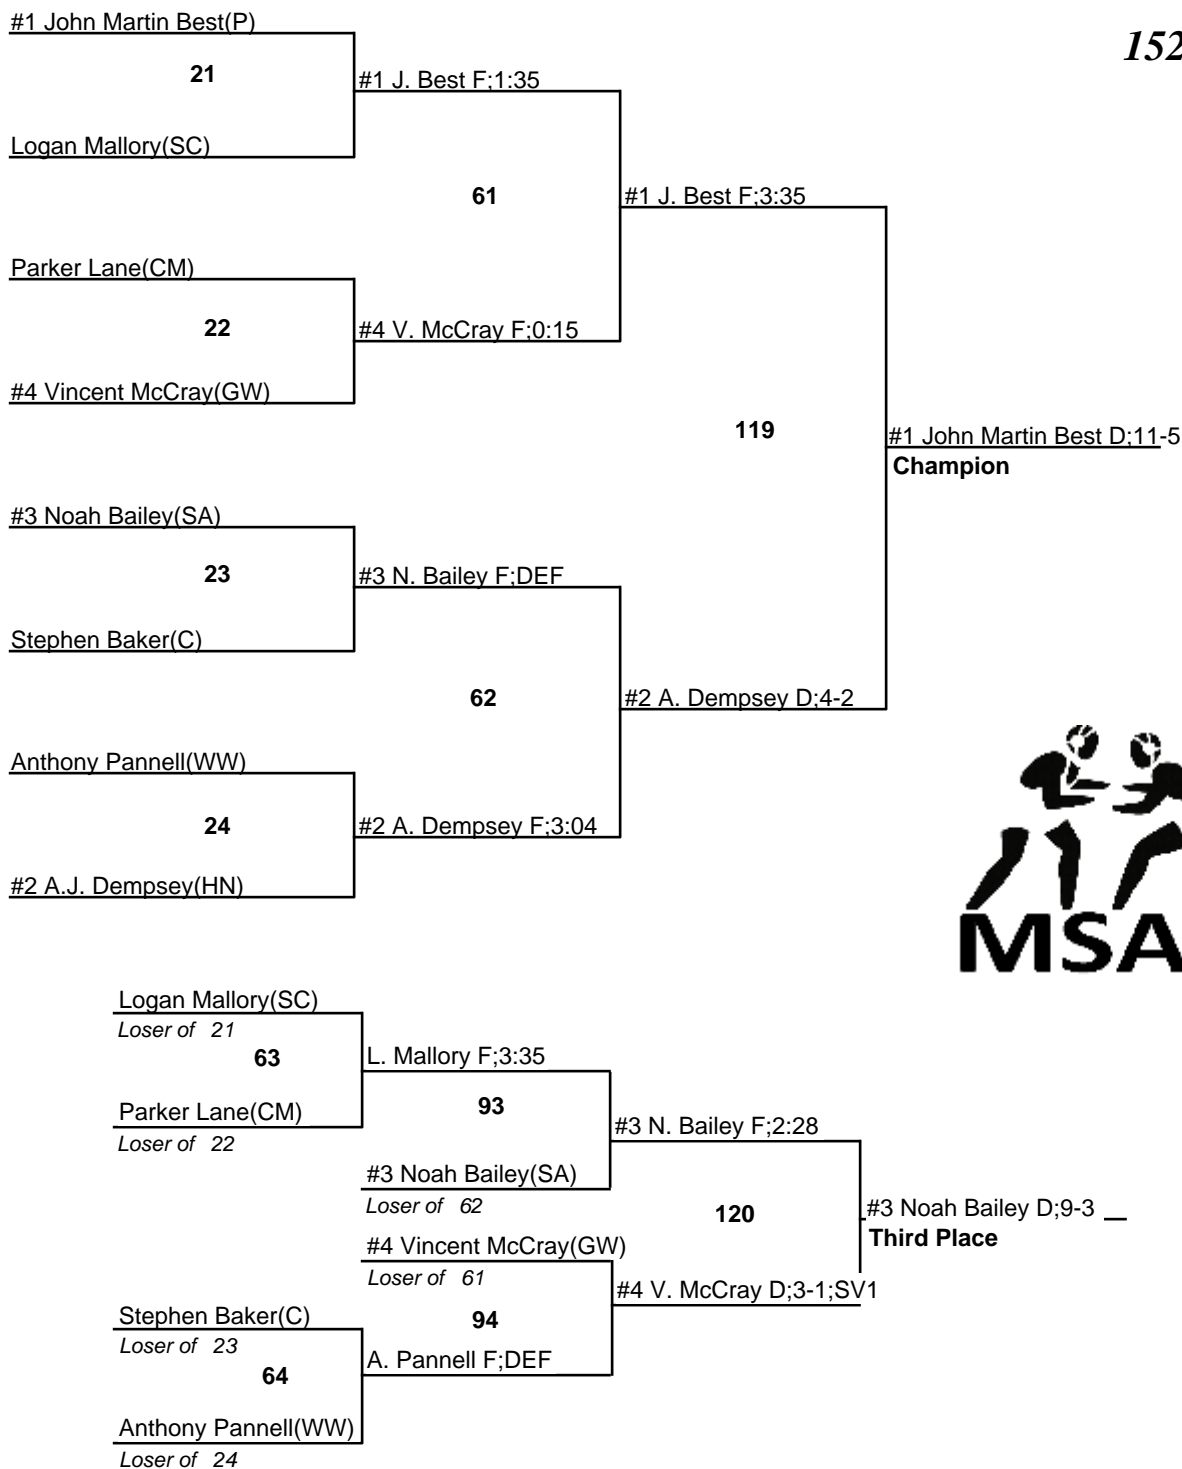 #1 John Martin Best(P)
152
21
#1 J. Best F;1:35
Logan Mallory(SC)
61
#1 J. Best F;3:35
Parker Lane(CM)
22
#4 V. McCray F;0:15
#4 Vincent McCray(GW)
119
#1 John Martin Best D;11-5
Champion
#3 Noah Bailey(SA)
23
#3 N. Bailey F;DEF
Stephen Baker(C)
62
#2 A. Dempsey D;4-2
Anthony Pannell(WW)
24
#2 A. Dempsey F;3:04
#2 A.J. Dempsey(HN)
MSA
Logan Mallory(SC)
Loser of 21
63
L. Mallory F;3:35
93
Parker Lane(CM)
Loser of 22
#3 N. Bailey F;2:28
#3 Noah Bailey(SA)
Loser of 62
120
#3 Noah Bailey D;9-3
Third Place
#4 Vincent McCray(GW)
Loser of 61
#4 V. McCray D;3-1;SV1
Stephen Baker(C)
Loser of 23
94
A. Pannell F;DEF
64
Anthony Pannell(WW)
Loser of 24